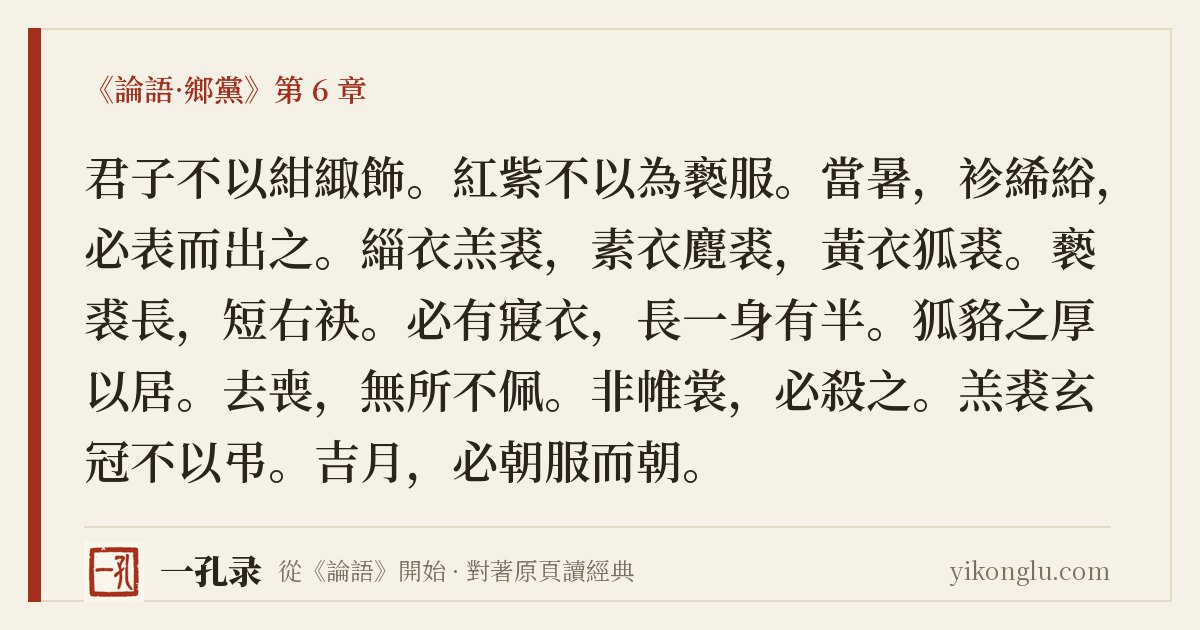 《論語·鄉黨》第 6 章
君子不以紺緅飾。紅紫不以為褻服。當暑，袗絺綌，
必表而出之。緇衣羔裘，素衣麑裘，黃衣狐裘。褻
裘長，短右袂。必有寢衣，長一身有半。狐貉之厚
以居。去喪，無所不佩。非帷裳，必殺之。羔裘玄
冠不以弔。吉月，必朝服而朝。
一孔
一孔录 從《論語》開始 · 對著原頁讀經典 yikonglu.com